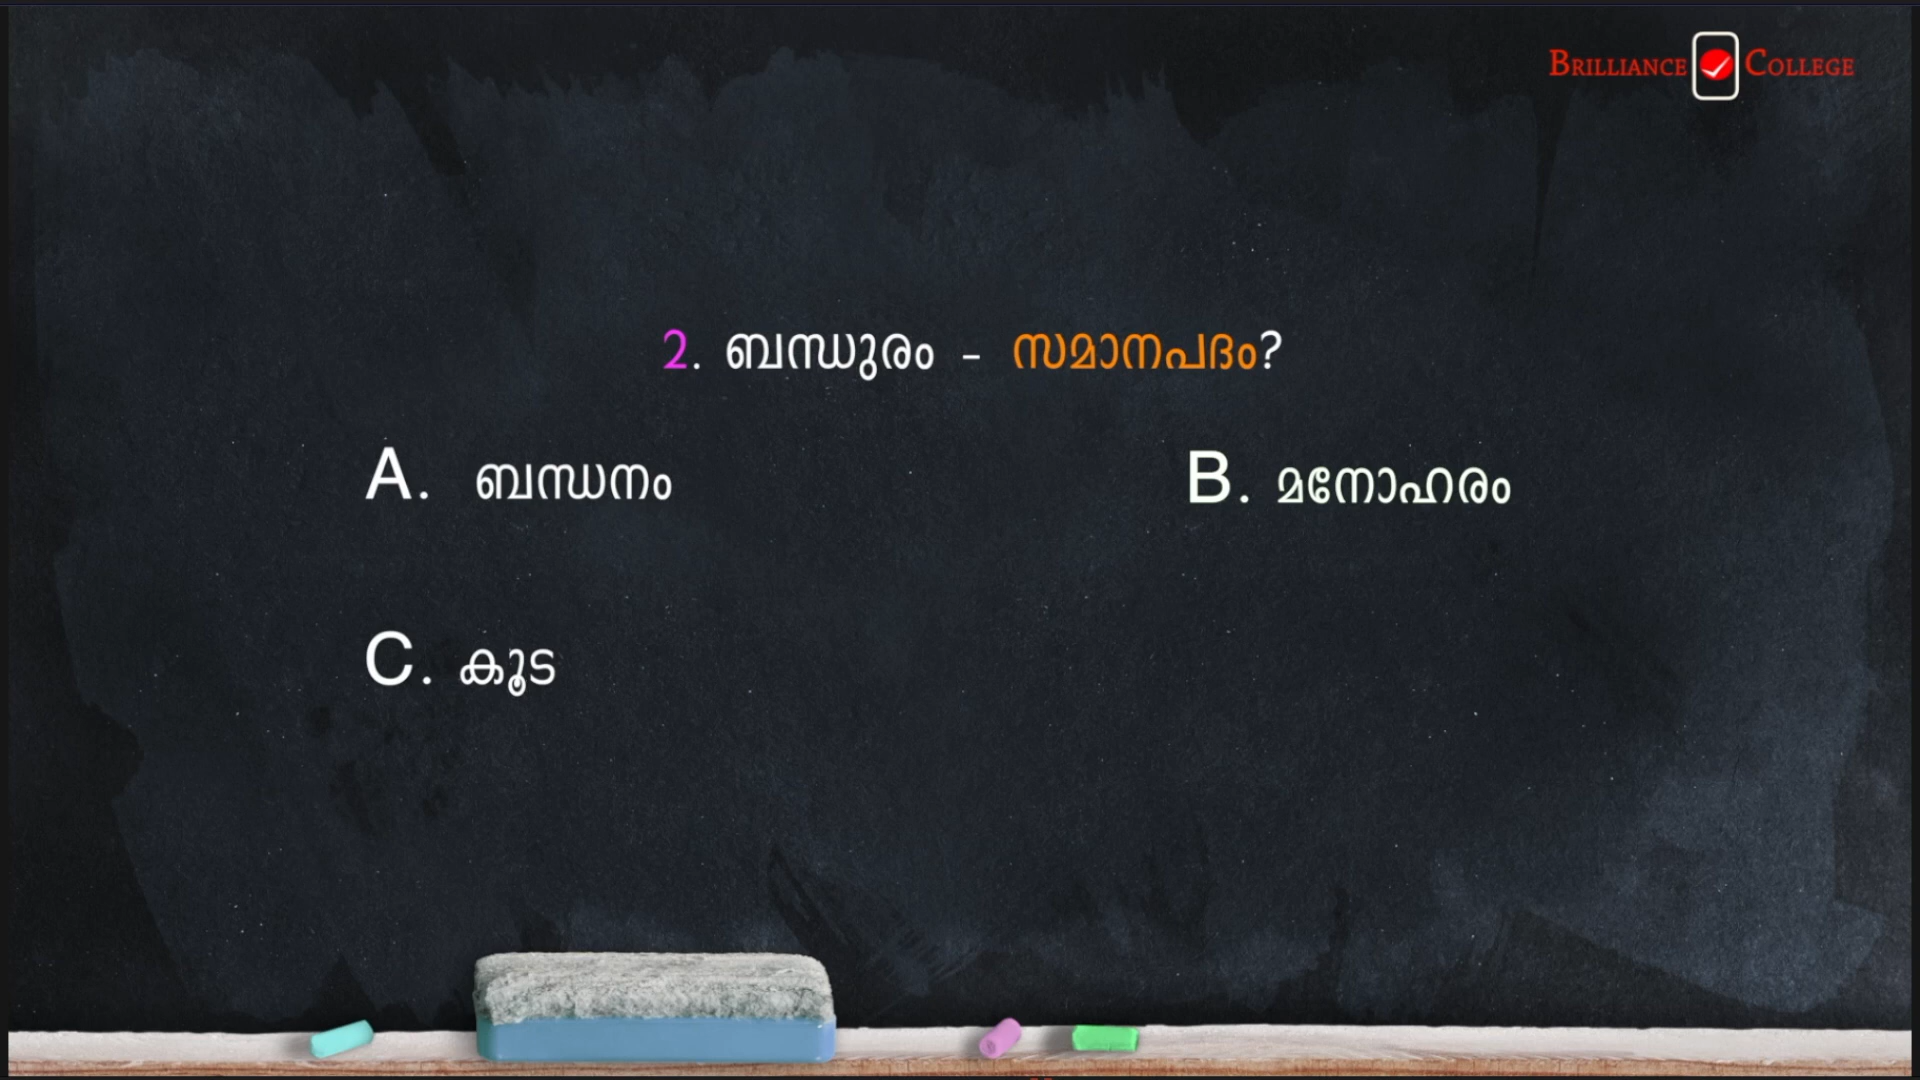 BRILLIANCE COLLEGE
2. ബന്ധുരം - സമാനപദം?
A. ബന്ധനം
B. മനോഹരം
C. കൂട